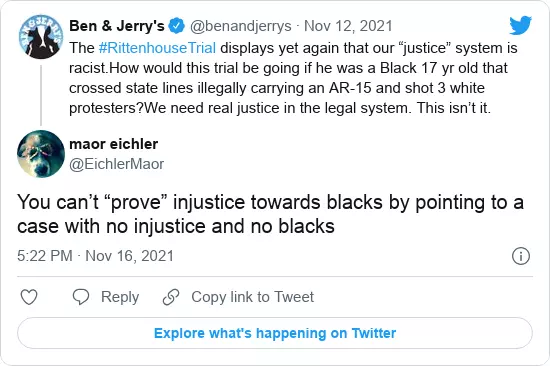 Ben & Jerry's @benandjerrys · Nov 12, 2021
The #RittenhouseTrial displays yet again that our “justice” system is
racist.How would this trial be going if he was a Black 17 yr old that
crossed state lines illegally carrying an AR-15 and shot 3 white
protesters?We need real justice in the legal system. This isn’t it.
maor eichler
@EichlerMaor
You can’t “prove” injustice towards blacks by pointing to a
case with no injustice and no blacks
5:22 PM · Nov 16, 2021
Reply Copy link to Tweet
Explore what's happening on Twitter